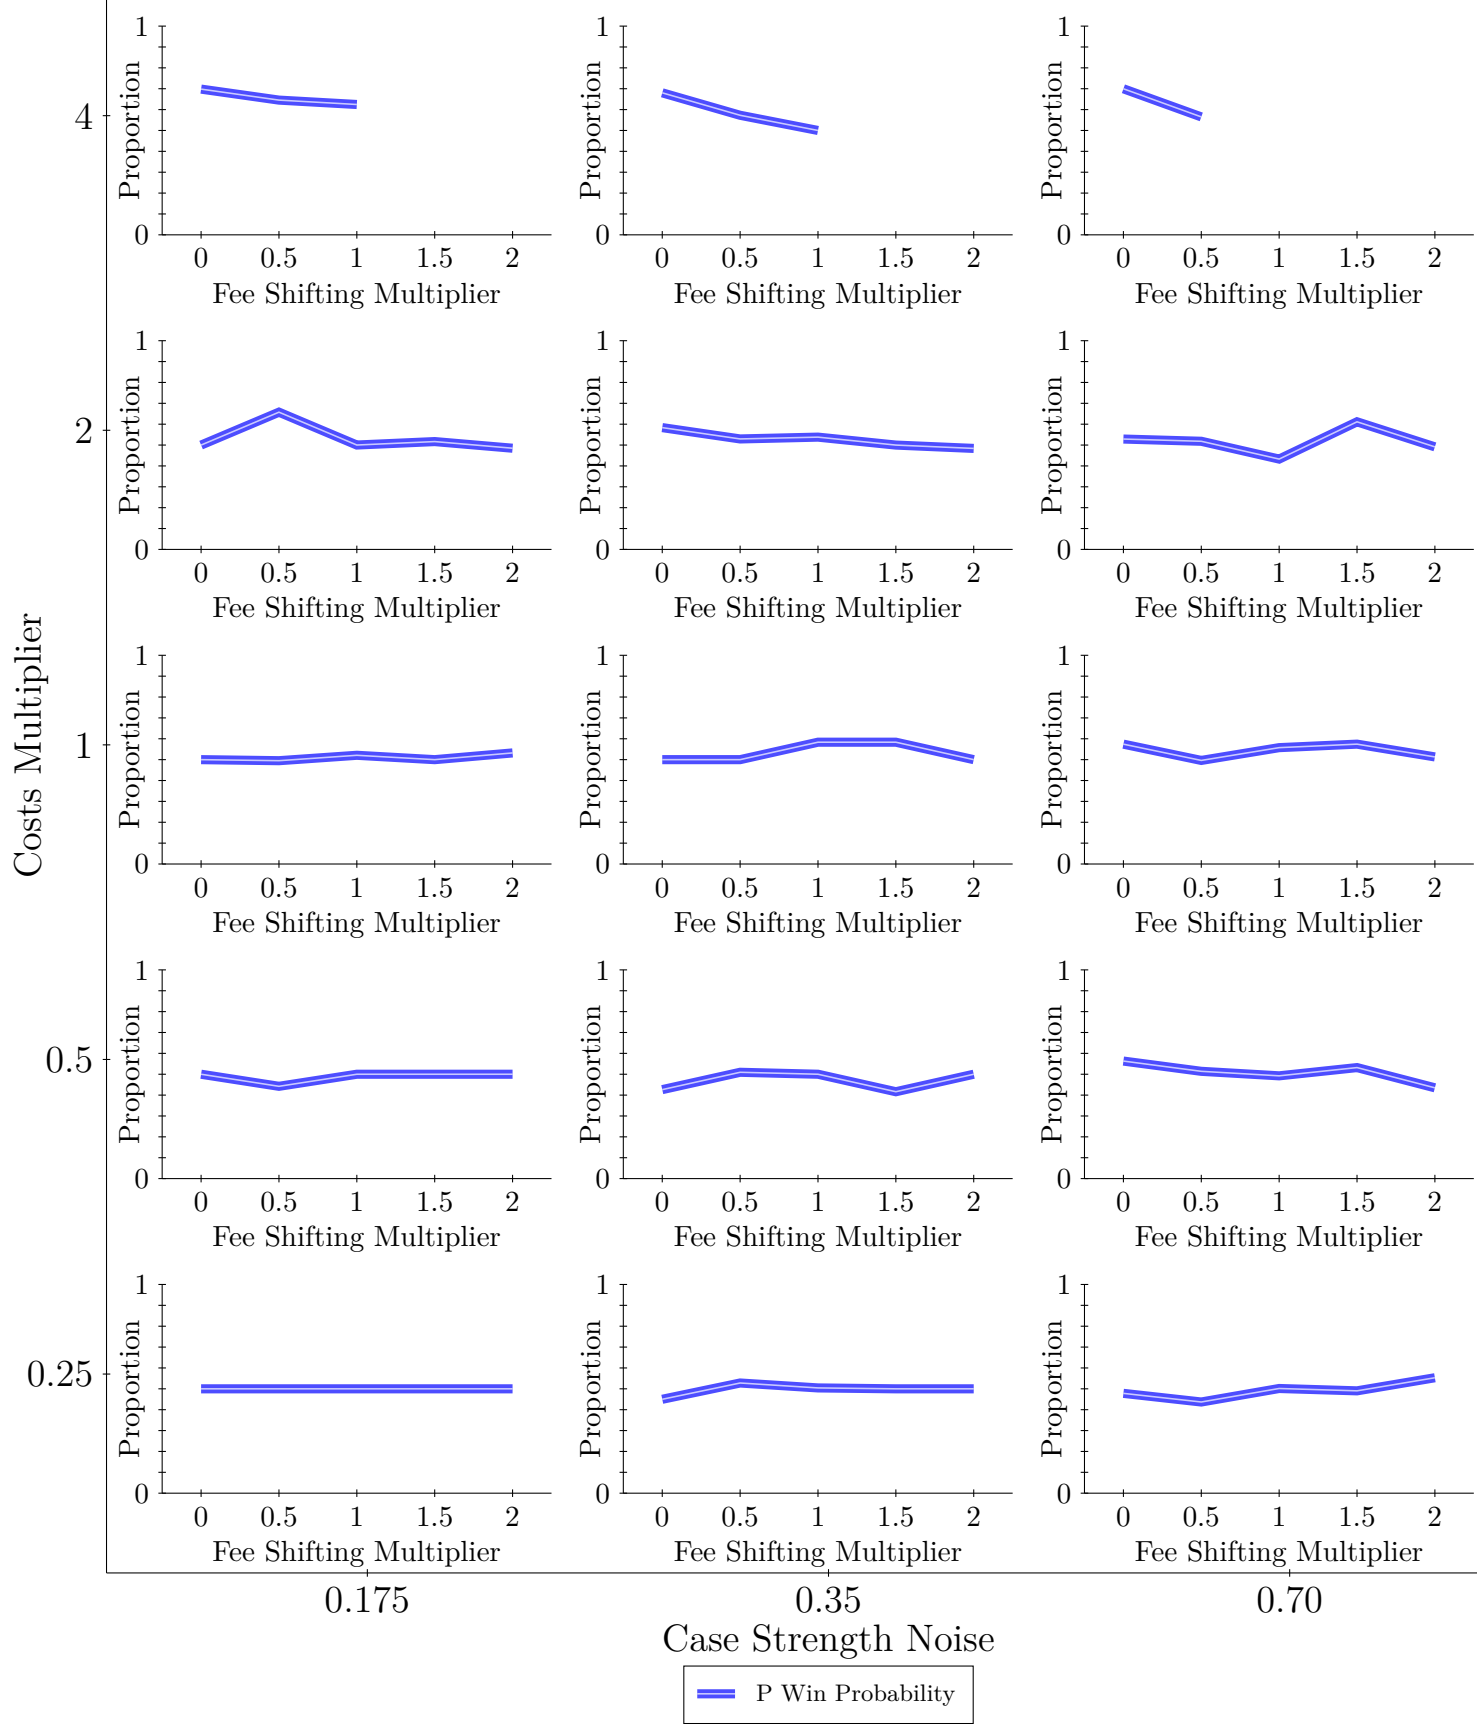 Costs Multiplier
4
1
Proportion
0
0 0.5 1 1.5 2
Fee Shifting Multiplier
1
Proportion
0
0 0.5 1 1.5 2
Fee Shifting Multiplier
1
Proportion
0
0 0.5 1 1.5 2
Fee Shifting Multiplier
2
1
Proportion
0
0 0.5 1 1.5 2
Fee Shifting Multiplier
1
Proportion
0
0 0.5 1 1.5 2
Fee Shifting Multiplier
1
Proportion
0
0 0.5 1 1.5 2
Fee Shifting Multiplier
1
1
Proportion
0
0 0.5 1 1.5 2
Fee Shifting Multiplier
1
Proportion
0
0 0.5 1 1.5 2
Fee Shifting Multiplier
1
Proportion
0
0 0.5 1 1.5 2
Fee Shifting Multiplier
0.5
1
Proportion
0
0 0.5 1 1.5 2
Fee Shifting Multiplier
1
Proportion
0
0 0.5 1 1.5 2
Fee Shifting Multiplier
1
Proportion
0
0 0.5 1 1.5 2
Fee Shifting Multiplier
0.25
1
Proportion
0
0 0.5 1 1.5 2
Fee Shifting Multiplier
1
Proportion
0
0 0.5 1 1.5 2
Fee Shifting Multiplier
1
Proportion
0
0 0.5 1 1.5 2
Fee Shifting Multiplier
0.175 0.35 0.70
Case Strength Noise
P Win Probability